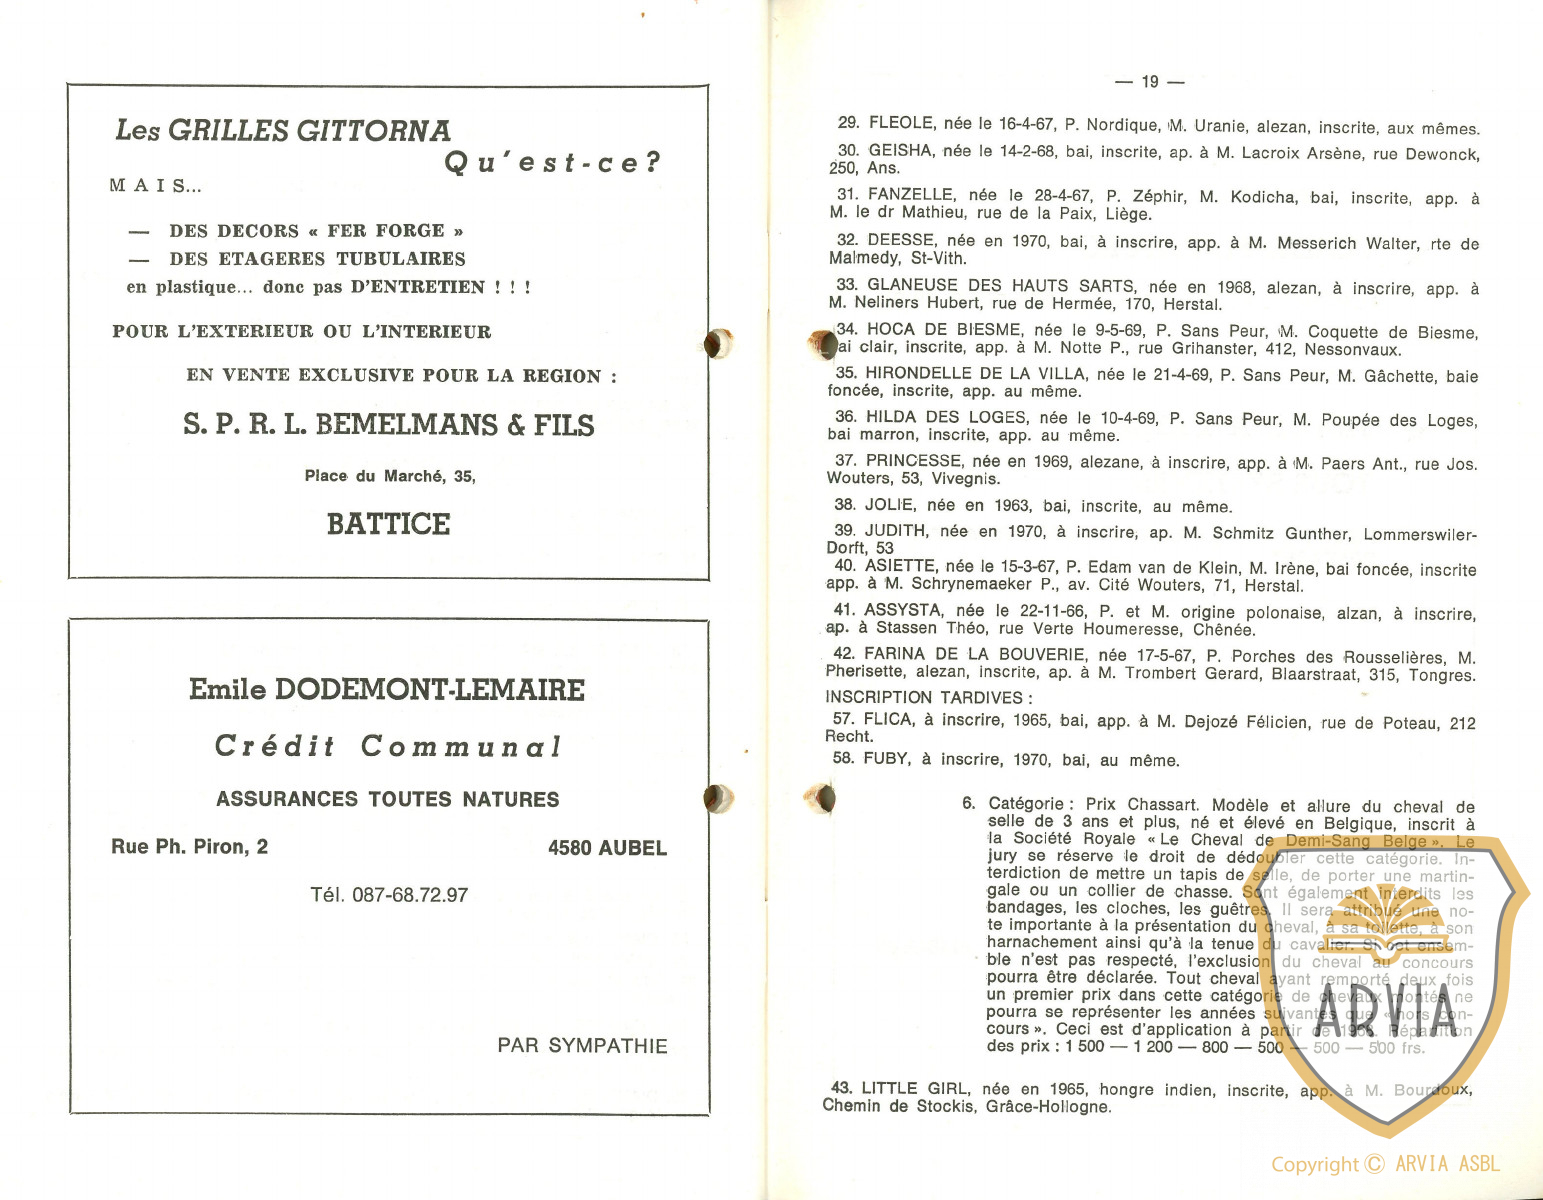 Les GRILLES GITTORNA
Qu'est-ce?
MAIS...
— DES DECORS « FER FORGE »
— DES ETAGERES TUBULAIRES
en plastique... donc pas D'ENTRETIEN ! ! !
POUR L'EXTERIEUR OU L'INTERIEUR
EN VENTE EXCLUSIVE POUR LA REGION :
S. P. R. L. BEMELMANS & FILS
Place du Marché, 35,
BATTICE
Emile DODEMONT-LEMAIRE
Crédit Communal
ASSURANCES TOUTES NATURES
Rue Ph. Piron, 2 4580 AUBEL
Tél. 087-68.72.97
PAR SYMPATHIE
— 19 —
29. FLEOLE, née le 16-4-67, P. Nordique, M. Uranie, alezan, inscrite, aux mêmes.
30. GEISHA, née le 14-2-68, bai, inscrite, ap. à M. Lacroix Arsène, rue Dewonck,
250, Ans.
31. FANZELLE, née le 28-4-67, P. Zéphir, M. Kodicha, bai, inscrite, app. à
M. le dr Mathieu, rue de la Paix, Liège.
32. DEESSE, née en 1970, bai, à inscrire, app. à M. Messerich Walter, rte de
Malmedy, St-Vith.
33. GLANEUSE DES HAUTS SARTS, née en 1968, alezan, à inscrire, app. à
M. Neliners Hubert, rue de Hermée, 170, Herstal.
34. HOCA DE BIESME, née le 9-5-69, P. Sans Peur, M. Coquette de Biesme,
ai clair, inscrite, app. à M. Notte P., rue Grihanster, 412, Nessonvaux.
35. HIRONDELLE DE LA VILLA, née le 21-4-69, P. Sans Peur, M. Gâchette, baie
foncée, inscrite, app. au même.
36. HILDA DES LOGES, née le 10-4-69, P. Sans Peur, M. Poupée des Loges,
bai marron, inscrite, app. au même.
37. PRINCESSE, née en 1969, alezane, à inscrire, app. à M. Paers Ant., rue Jos.
Wouters, 53, Vivegnis.
38. JOLIE, née en 1963, bai, inscrite, au même.
39. JUDITH, née en 1970, à inscrire, ap. M. Schmitz Gunther, Lommerswiler-
Dorft, 53
40. ASIETTE, née le 15-3-67, P. Edam van de Klein, M. Irène, bai foncée, inscrite
app. à M. Schrynemaeker P., av. Cité Wouters, 71, Herstal.
41. ASSYSTA, née le 22-11-66, P. et M. origine polonaise, alzan, à inscrire,
ap. à Stassen Théo, rue Verte Houmeresse, Chênée.
42. FARINA DE LA BOUVERIE, née 17-5-67, P. Porches des Rousselières, M.
Pherisette, alezan, inscrite, ap. à M. Trombert Gerard, Blaarstraat, 315, Tongres.
INSCRIPTION TARDIVES :
57. FLICA, à inscrire, 1965, bai, app. à M. Dejozé Félicien, rue de Poteau, 212
Recht.
58. FUBY, à inscrire, 1970, bai, au même.
6. Catégorie : Prix Chassart. Modèle et allure du cheval de
selle de 3 ans et plus, né et élevé en Belgique, inscrit à
la Société Royale « Le Cheval de Demi-Sang Belge ». Le
jury se réserve le droit de dédoubler cette catégorie. In-
terdiction de mettre un tapis de selle, de porter une martin-
gale ou un collier de chasse. Sont également interdits les
bandages, les cloches, les guêtres. Il sera attribué une no-
te importante à la présentation du cheval, à sa toilette, à son
harnachement ainsi qu'à la tenue du cavalier. Si cet ensem-
ble n'est pas respecté, l'exclusion du cheval au concours
pourra être déclarée. Tout cheval ayant remporté deux fois
un premier prix dans cette catégorie de chevaux montés ne
pourra se représenter les années suivantes que « hors con-
cours ». Ceci est d'application à partir de Répartition
des prix : 1 500 — 1 200 — 800 — 500 — 500 — 500 frs.
43. LITTLE GIRL, née en 1965, hongre indien, inscrite, app. à M. Bourdoux,
Chemin de Stockis, Grâce-Hollogne.
ARVIA
Copyright © ARVIA ASBL